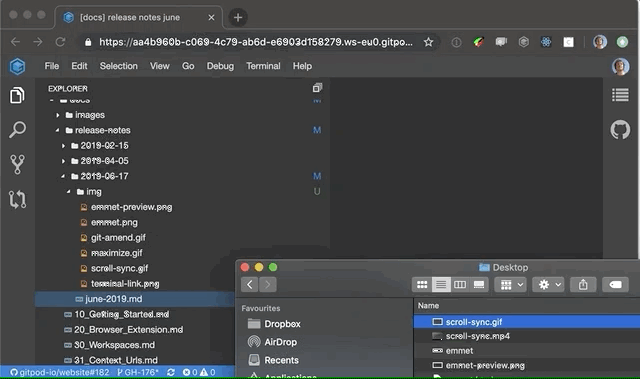 [docs] release notes june
https://aa4b960b-c069-4c79-ab6d-e6903d158279.ws-eu0.gitpo...
File Edit Selection View Go Debug Terminal Help
EXPLORER
docs M
images
release-notes M
2019-02-15
2019-04-05
2019-06-17 M
img U
emmet-preview.png
emmet.png
git-amend.gif
maximize.gif
scroll-sync.gif
terminal-link.png
june-2019.md
10_Getting_Started.md
20_Browser_Extension.md
30_Workspaces.md
31_Context_Urls.md
gitpod-io/website#182 GH-176* 0 0
Desktop
Favourites
Dropbox
AirDrop
Recents
Applications
Name
scroll-sync.gif
scroll-sync.mp4
emmet
emmet-preview.png